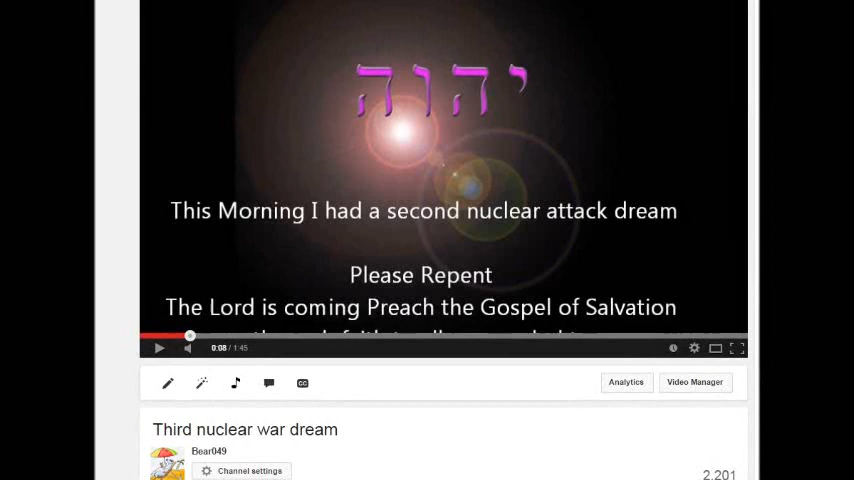 יהוה
This Morning I had a second nuclear attack dream
Please Repent
The Lord is coming Preach the Gospel of Salvation
0:08 / 1:45
CC
Analytics
Video Manager
Third nuclear war dream
Bear049
Channel settings
2,201